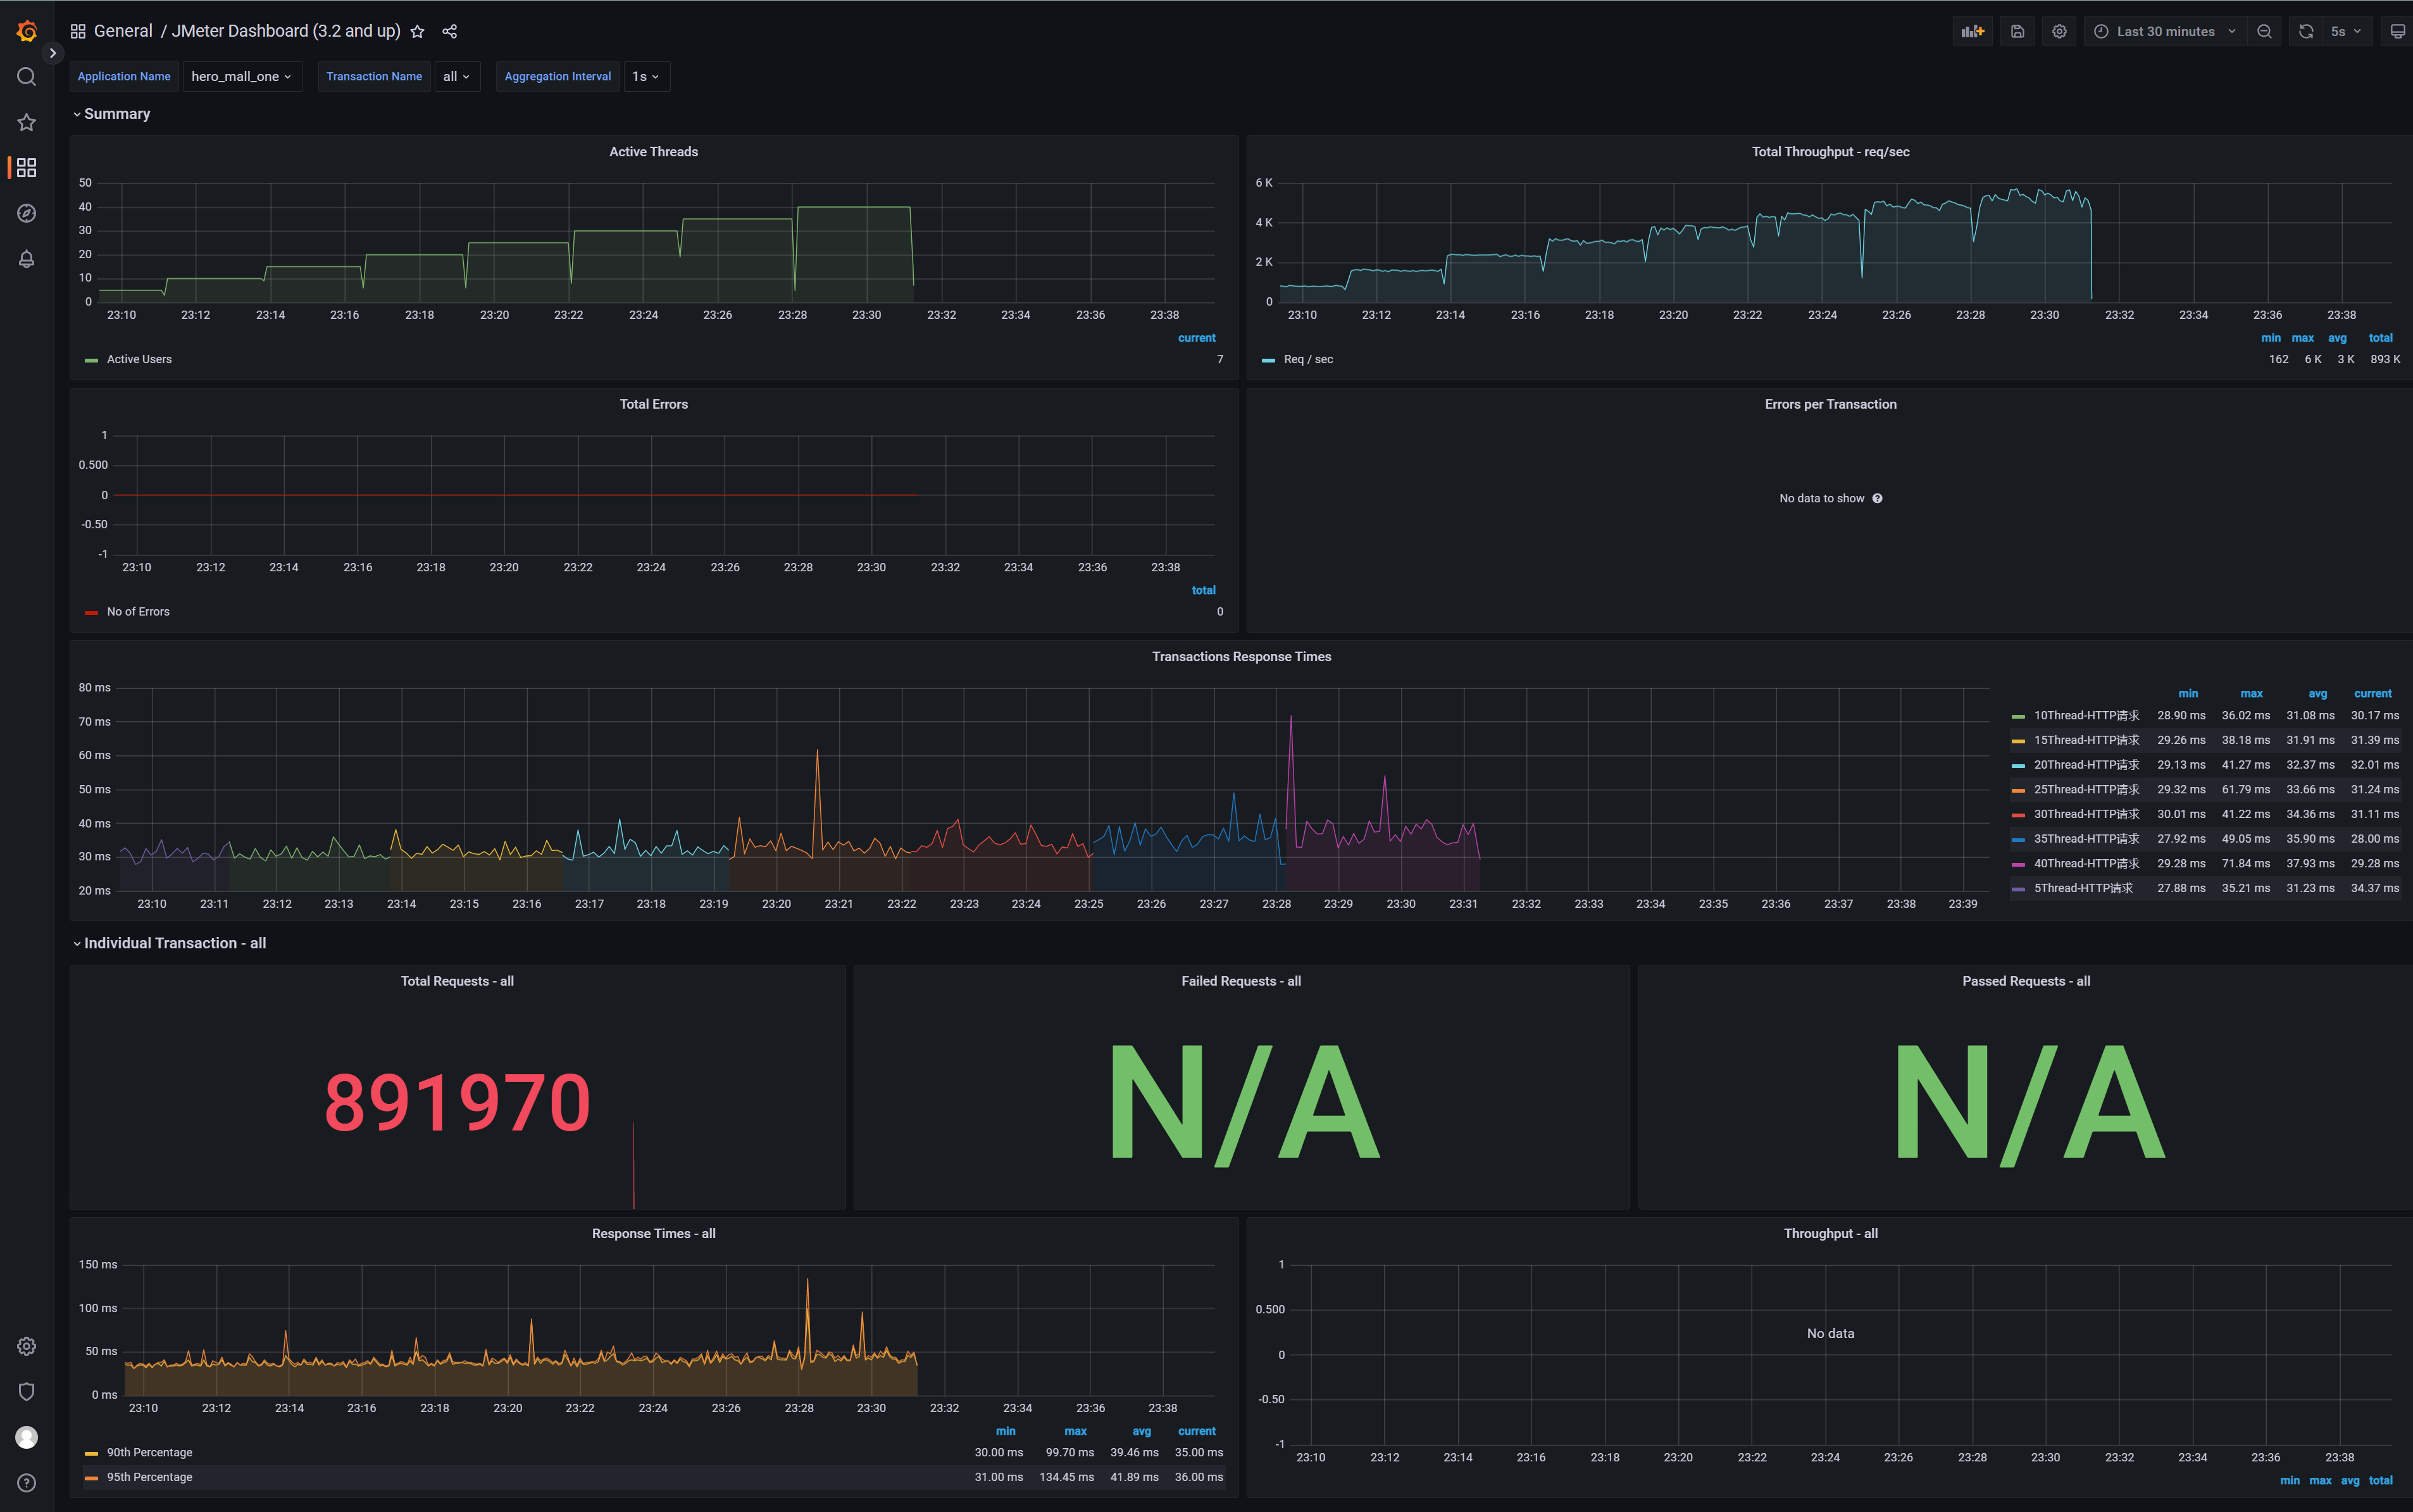 General / JMeter Dashboard (3.2 and up)
Last 30 minutes 5s
Application Name hero_mall_one Transaction Name all Aggregation Interval 1s
Summary
Active Threads
50
40
30
20
10
0
23:10 23:12 23:14 23:16 23:18 23:20 23:22 23:24 23:26 23:28 23:30 23:32 23:34 23:36 23:38
current
Active Users 7
Total Throughput - req/sec
6 K
4 K
2 K
0
23:10 23:12 23:14 23:16 23:18 23:20 23:22 23:24 23:26 23:28 23:30 23:32 23:34 23:36 23:38
min max avg total
Req / sec 162 6 K 3 K 893 K
Total Errors
1
0.500
0
-0.50
-1
23:10 23:12 23:14 23:16 23:18 23:20 23:22 23:24 23:26 23:28 23:30 23:32 23:34 23:36 23:38
total
No of Errors 0
Errors per Transaction
No data to show
Transactions Response Times
80 ms
70 ms
60 ms
50 ms
40 ms
30 ms
20 ms
23:10 23:11 23:12 23:13 23:14 23:15 23:16 23:17 23:18 23:19 23:20 23:21 23:22 23:23 23:24 23:25 23:26 23:27 23:28 23:29 23:30 23:31 23:32 23:33 23:34 23:35 23:36 23:37 23:38 23:39
min max avg current
10Thread-HTTP请求 28.90 ms 36.02 ms 31.08 ms 30.17 ms
15Thread-HTTP请求 29.26 ms 38.18 ms 31.91 ms 31.39 ms
20Thread-HTTP请求 29.13 ms 41.27 ms 32.37 ms 32.01 ms
25Thread-HTTP请求 29.32 ms 61.79 ms 33.66 ms 31.24 ms
30Thread-HTTP请求 30.01 ms 41.22 ms 34.36 ms 31.11 ms
35Thread-HTTP请求 27.92 ms 49.05 ms 35.90 ms 28.00 ms
40Thread-HTTP请求 29.28 ms 71.84 ms 37.93 ms 29.28 ms
5Thread-HTTP请求 27.88 ms 35.21 ms 31.23 ms 34.37 ms
Individual Transaction - all
Total Requests - all
891970
Failed Requests - all
N/A
Passed Requests - all
N/A
Response Times - all
150 ms
100 ms
50 ms
0 ms
23:10 23:12 23:14 23:16 23:18 23:20 23:22 23:24 23:26 23:28 23:30 23:32 23:34 23:36 23:38
min max avg current
90th Percentage 30.00 ms 99.70 ms 39.46 ms 35.00 ms
95th Percentage 31.00 ms 134.45 ms 41.89 ms 36.00 ms
Throughput - all
1
0.500
No data
0
-0.50
-1
23:10 23:12 23:14 23:16 23:18 23:20 23:22 23:24 23:26 23:28 23:30 23:32 23:34 23:36 23:38
min max avg total